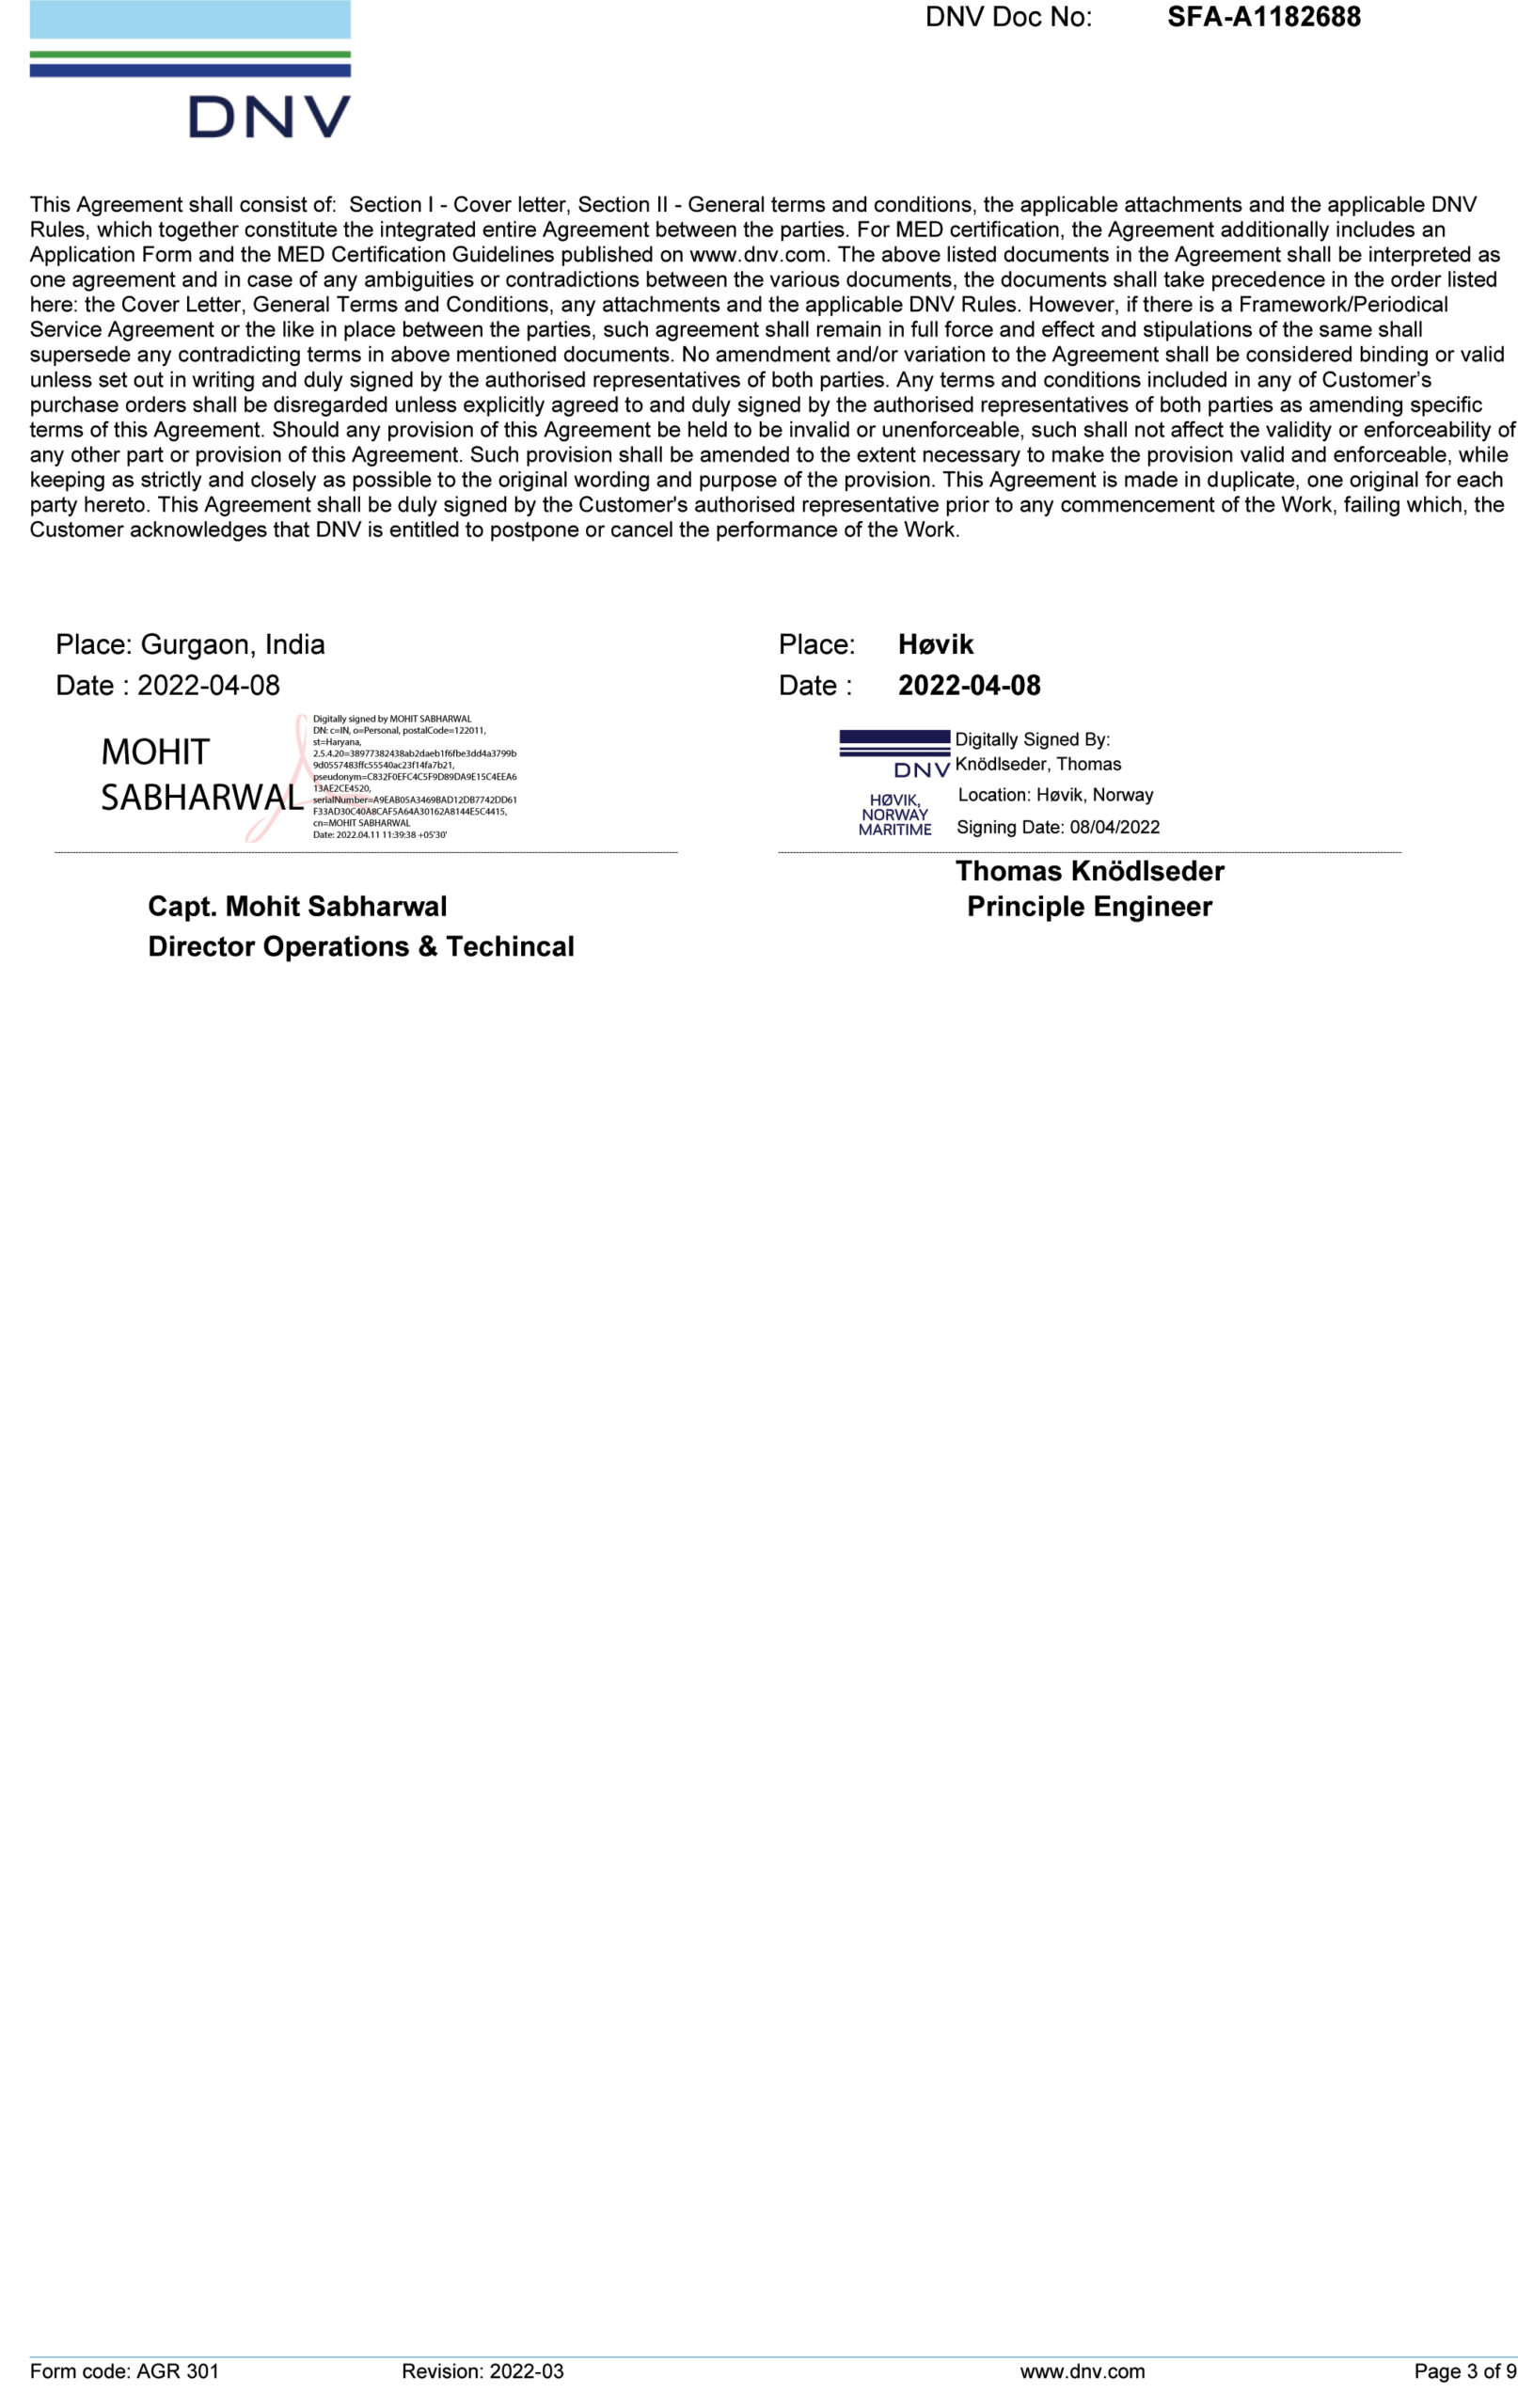 DNV Doc No: SFA-A1182688
DNV
This Agreement shall consist of:  Section I - Cover letter, Section II - General terms and conditions, the applicable attachments and the applicable DNV
Rules, which together constitute the integrated entire Agreement between the parties. For MED certification, the Agreement additionally includes an
Application Form and the MED Certification Guidelines published on www.dnv.com. The above listed documents in the Agreement shall be interpreted as
one agreement and in case of any ambiguities or contradictions between the various documents, the documents shall take precedence in the order listed
here: the Cover Letter, General Terms and Conditions, any attachments and the applicable DNV Rules. However, if there is a Framework/Periodical
Service Agreement or the like in place between the parties, such agreement shall remain in full force and effect and stipulations of the same shall
supersede any contradicting terms in above mentioned documents. No amendment and/or variation to the Agreement shall be considered binding or valid
unless set out in writing and duly signed by the authorised representatives of both parties. Any terms and conditions included in any of Customer’s
purchase orders shall be disregarded unless explicitly agreed to and duly signed by the authorised representatives of both parties as amending specific
terms of this Agreement. Should any provision of this Agreement be held to be invalid or unenforceable, such shall not affect the validity or enforceability of
any other part or provision of this Agreement. Such provision shall be amended to the extent necessary to make the provision valid and enforceable, while
keeping as strictly and closely as possible to the original wording and purpose of the provision. This Agreement is made in duplicate, one original for each
party hereto. This Agreement shall be duly signed by the Customer's authorised representative prior to any commencement of the Work, failing which, the
Customer acknowledges that DNV is entitled to postpone or cancel the performance of the Work.
Place: Gurgaon, India
Date : 2022-04-08
MOHIT
SABHARWAL
Digitally signed by MOHIT SABHARWAL
DN: c=IN, o=Personal, postalCode=122011,
st=Haryana,
2.5.4.20=38977382438ab2daeb1f6fbe3dd4a3799b
9d0557483ffc55540ac23f14fa7b21,
pseudonym=C832F0EFC4C5F9D89DA9E15C4EEA6
13AE2CE4520,
serialNumber=A9EAB05A3469BAD12DB7742DD61
F33AD30C40A8CAF5A64A30162A8144E5C4415,
cn=MOHIT SABHARWAL
Date: 2022.04.11 11:39:38 +05'30'
Capt. Mohit Sabharwal
Director Operations & Techincal
Place: Høvik
Date : 2022-04-08
DNV
HØVIK,
NORWAY
MARITIME
Digitally Signed By:
Knödlseder, Thomas
Location: Høvik, Norway
Signing Date: 08/04/2022
Thomas Knödlseder
Principle Engineer
Form code: AGR 301 Revision: 2022-03 www.dnv.com Page 3 of 9